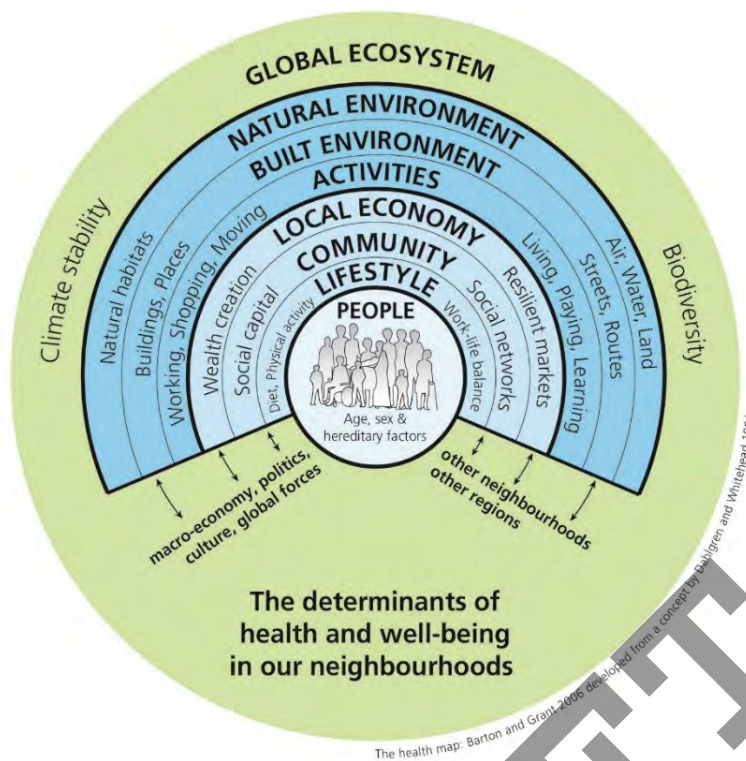 GLOBAL ECOSYSTEM
NATURAL ENVIRONMENT
BUILT ENVIRONMENT
ACTIVITIES
LOCAL ECONOMY
COMMUNITY
LIFESTYLE
PEOPLE
Age, sex &
hereditary factors
Climate stability
Natural habitats
Buildings, Places
Working, Shopping, Moving
Wealth creation
Social capital
Diet, Physical activity
Work-life balance
Social networks
Resilient markets
Living, Playing, Learning
Streets, Routes
Air, Water, Land
Biodiversity
macro-economy, politics,
culture, global forces
other neighbourhoods
other regions
The determinants of
health and well-being
in our neighbourhoods
The health map: Barton and Grant 2006 developed from a concept by Dahlgren and Whitehead